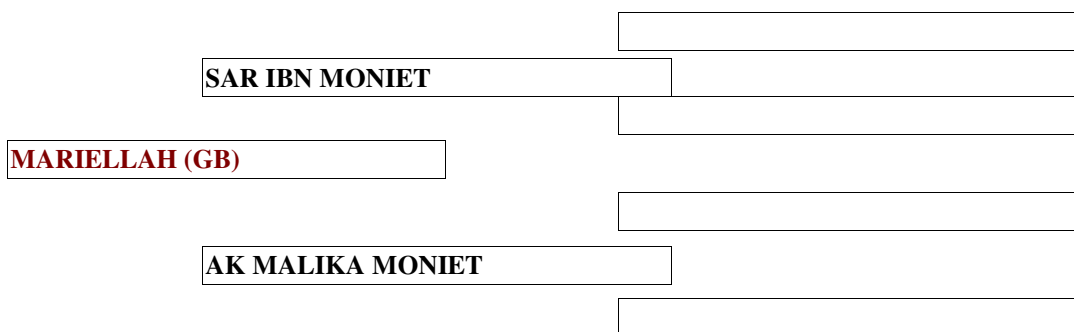 SAR IBN MONIET
MARIELLAH (GB)
AK MALIKA MONIET